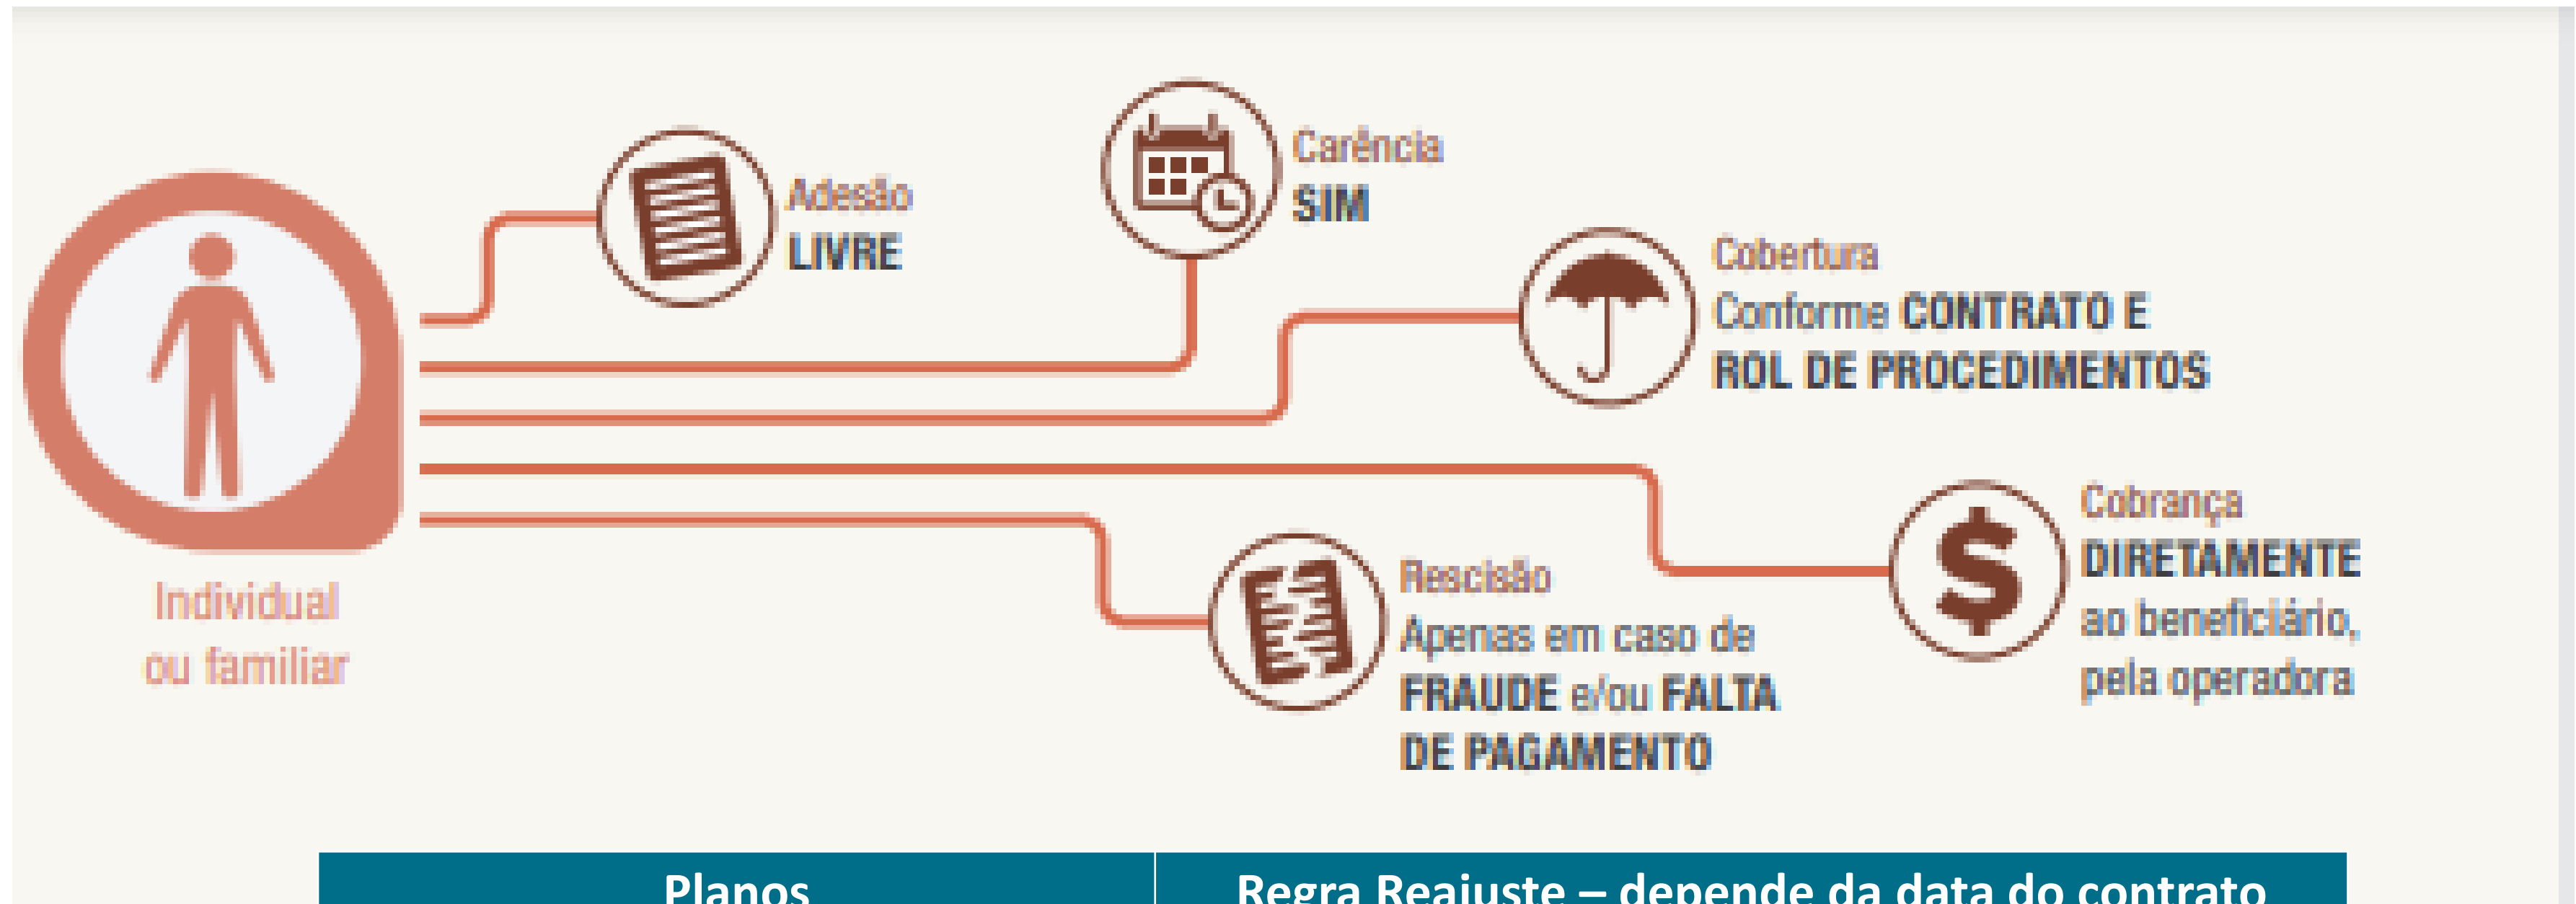 Adesão
LIVRE
Carência
SIM
Cobertura
Conforme CONTRATO E
ROL DE PROCEDIMENTOS
Cobrança
DIRETAMENTE
ao beneficiário,
pela operadora
Rescisão
Apenas em caso de
FRAUDE e/ou FALTA
DE PAGAMENTO
Individual
ou familiar
Planos
Regra Reajuste – depende da data do contrato